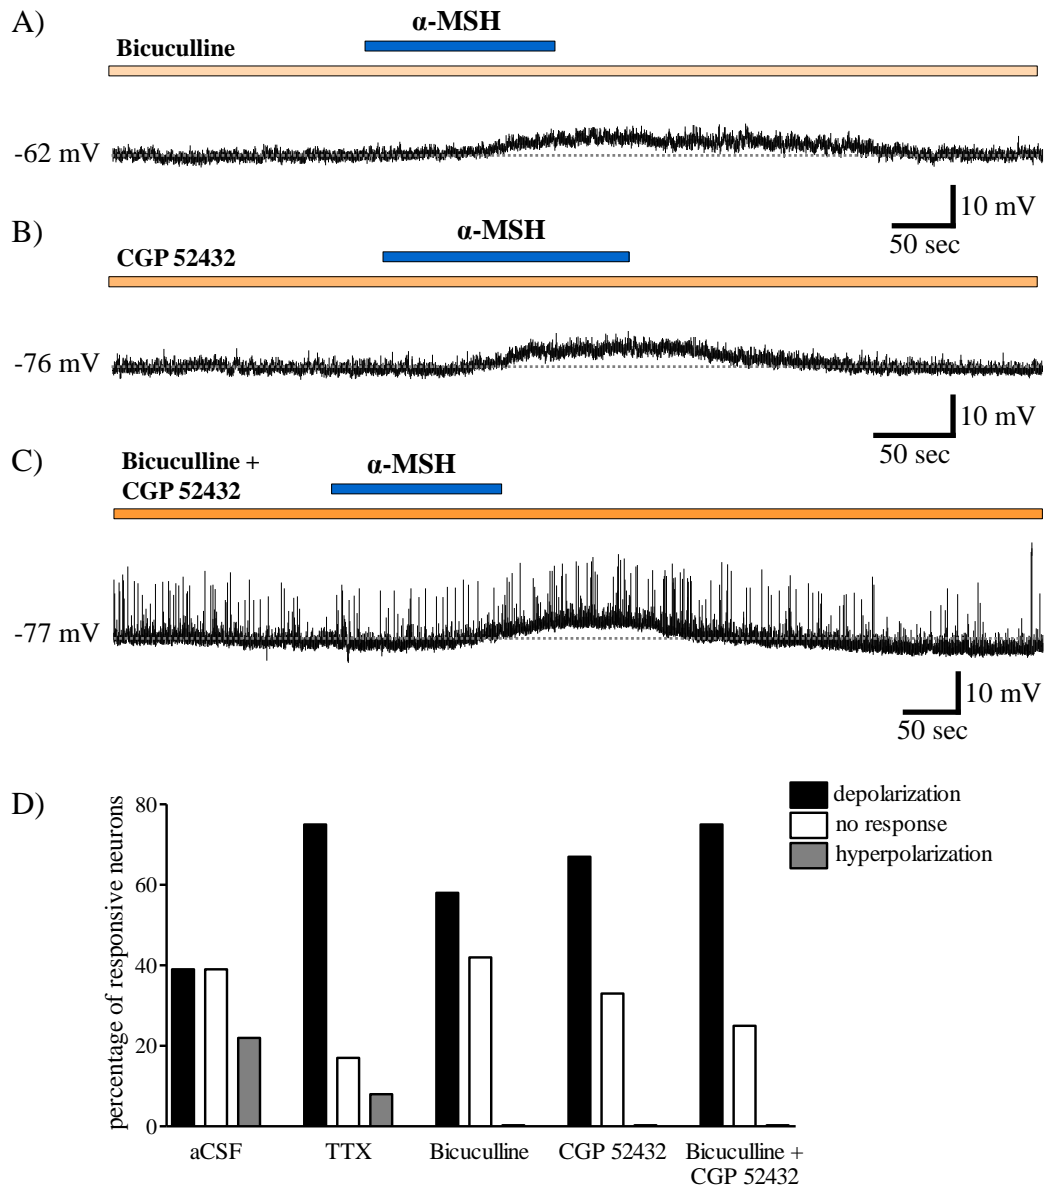 A)
α-MSH
Bicuculline
-62 mV
10 mV
50 sec
B)
α-MSH
CGP 52432
-76 mV
10 mV
50 sec
C)
Bicuculline +
CGP 52432
α-MSH
-77 mV
10 mV
50 sec
D)
percentage of responsive neurons
80
60
40
20
0
depolarization
no response
hyperpolarization
aCSF
TTX
Bicuculline
CGP 52432
Bicuculline +
CGP 52432